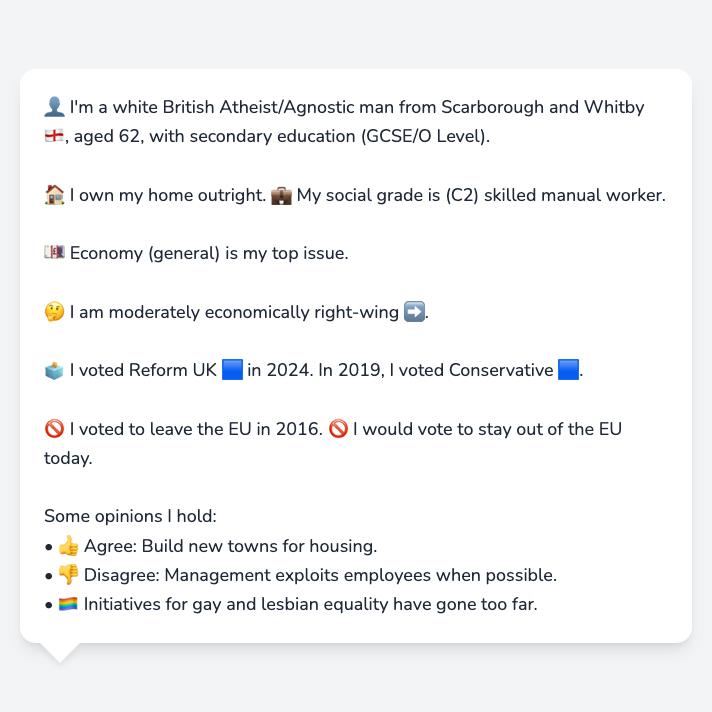 👤 I'm a white British Atheist/Agnostic man from Scarborough and Whitby
🏴󠁧󠁢󠁥󠁮󠁧󠁿, aged 62, with secondary education (GCSE/O Level).
🏠 I own my home outright. 💼 My social grade is (C2) skilled manual worker.
💷 Economy (general) is my top issue.
🤔 I am moderately economically right-wing ➡️.
🗳️ I voted Reform UK 🟦 in 2024. In 2019, I voted Conservative 🟦.
🚫 I voted to leave the EU in 2016. 🚫 I would vote to stay out of the EU
today.
Some opinions I hold:
• 👍 Agree: Build new towns for housing.
• 👎 Disagree: Management exploits employees when possible.
• 🏳️‍🌈 Initiatives for gay and lesbian equality have gone too far.